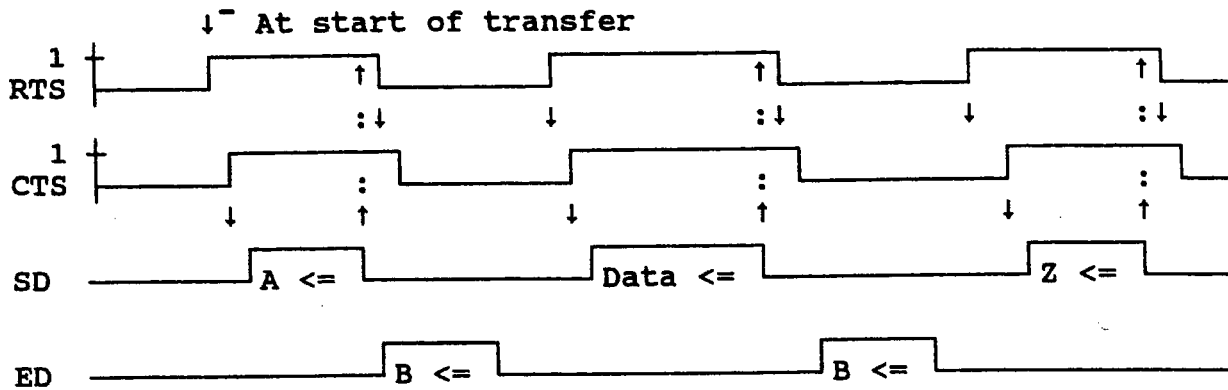 ↓- At start of transfer
1
RTS
↑ ↑ ↑
:↓ ↓ :↓ ↓ :↓
1
CTS
: : :
↓ ↑ ↓ ↑ ↓ ↑
SD A <= Data <= Z <=
ED B <= B <=